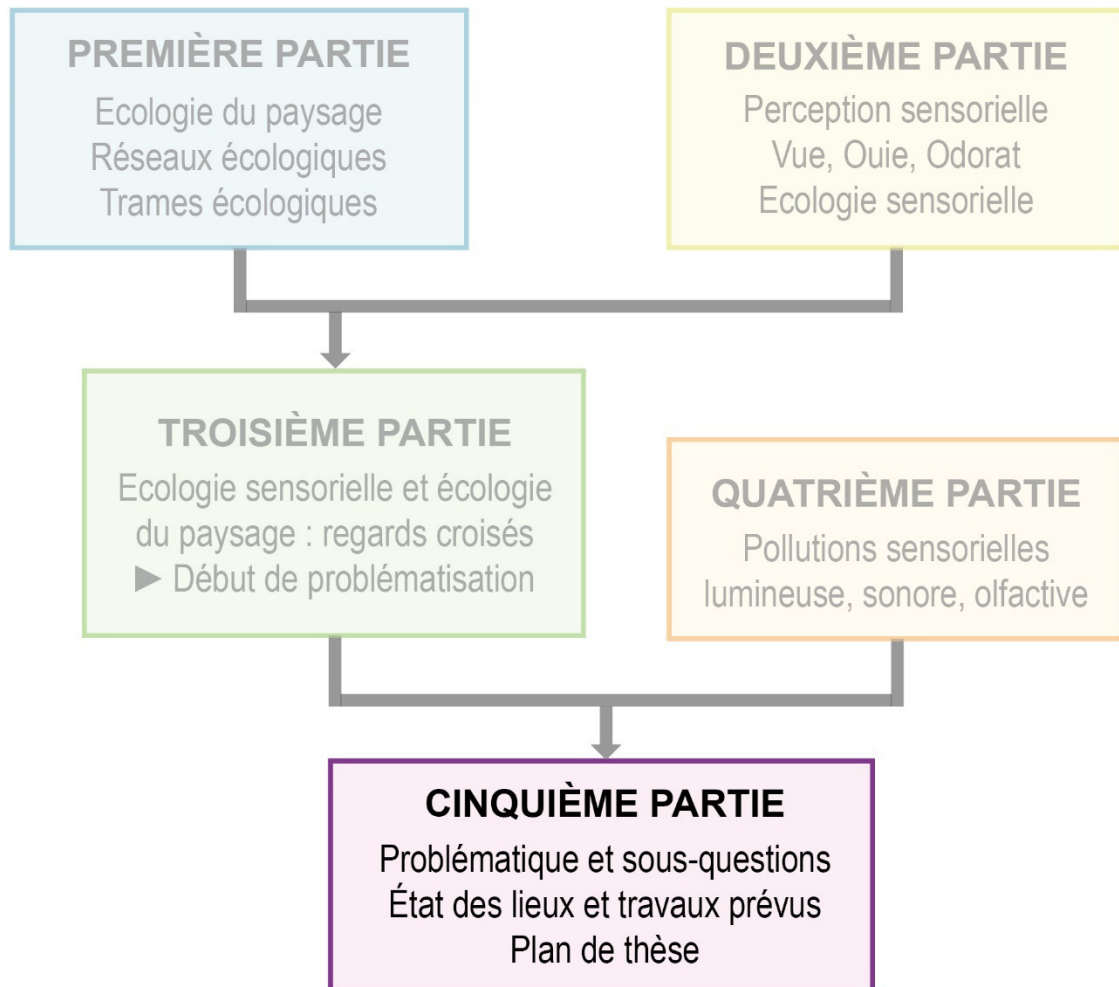 PREMIÈRE PARTIE
Ecologie du paysage
Réseaux écologiques
Trames écologiques
DEUXIÈME PARTIE
Perception sensorielle
Vue, Ouie, Odorat
Ecologie sensorielle
TROISIÈME PARTIE
Ecologie sensorielle et écologie
du paysage : regards croisés
► Début de problématisation
QUATRIÈME PARTIE
Pollutions sensorielles
lumineuse, sonore, olfactive
CINQUIÈME PARTIE
Problématique et sous-questions
État des lieux et travaux prévus
Plan de thèse